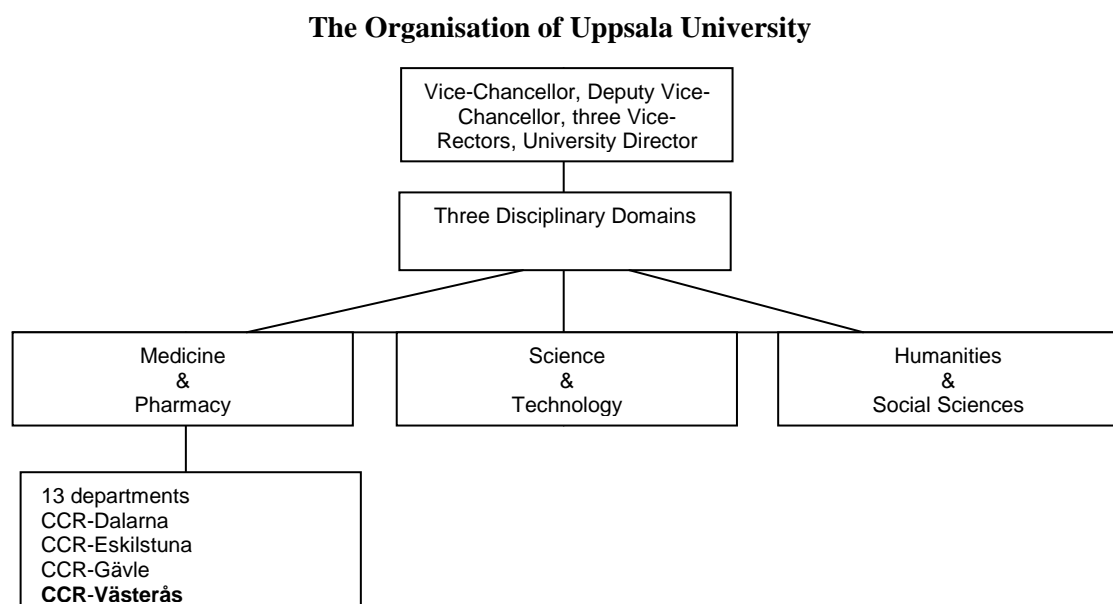 The Organisation of Uppsala University
Vice-Chancellor, Deputy Vice-
Chancellor, three Vice-
Rectors, University Director
Three Disciplinary Domains
Medicine
&
Pharmacy
Science
&
Technology
Humanities
&
Social Sciences
13 departments
CCR-Dalarna
CCR-Eskilstuna
CCR-Gävle
CCR-Västerås